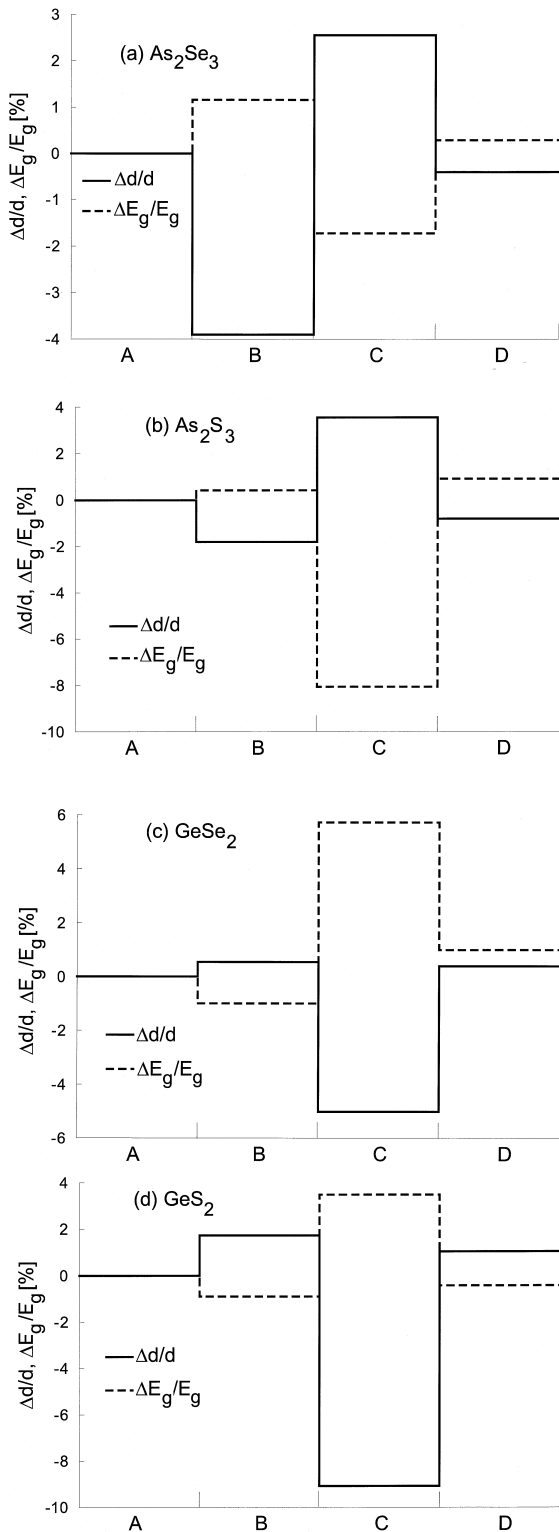 (a) As2Se3
Δd/d, ΔEg/Eg[%]
3
2
1
0
-1
-2
-3
-4
Δd/d
ΔEg/Eg
A B C D
(b) As2S3
Δd/d, ΔEg/Eg[%]
4
2
0
-2
-4
-6
-8
-10
Δd/d
ΔEg/Eg
A B C D
(c) GeSe2
Δd/d, ΔEg/Eg[%]
6
4
2
0
-2
-4
-6
Δd/d
ΔEg/Eg
A B C D
(d) GeS2
Δd/d, ΔEg/Eg[%]
4
2
0
-2
-4
-6
-8
-10
Δd/d
ΔEg/Eg
A B C D